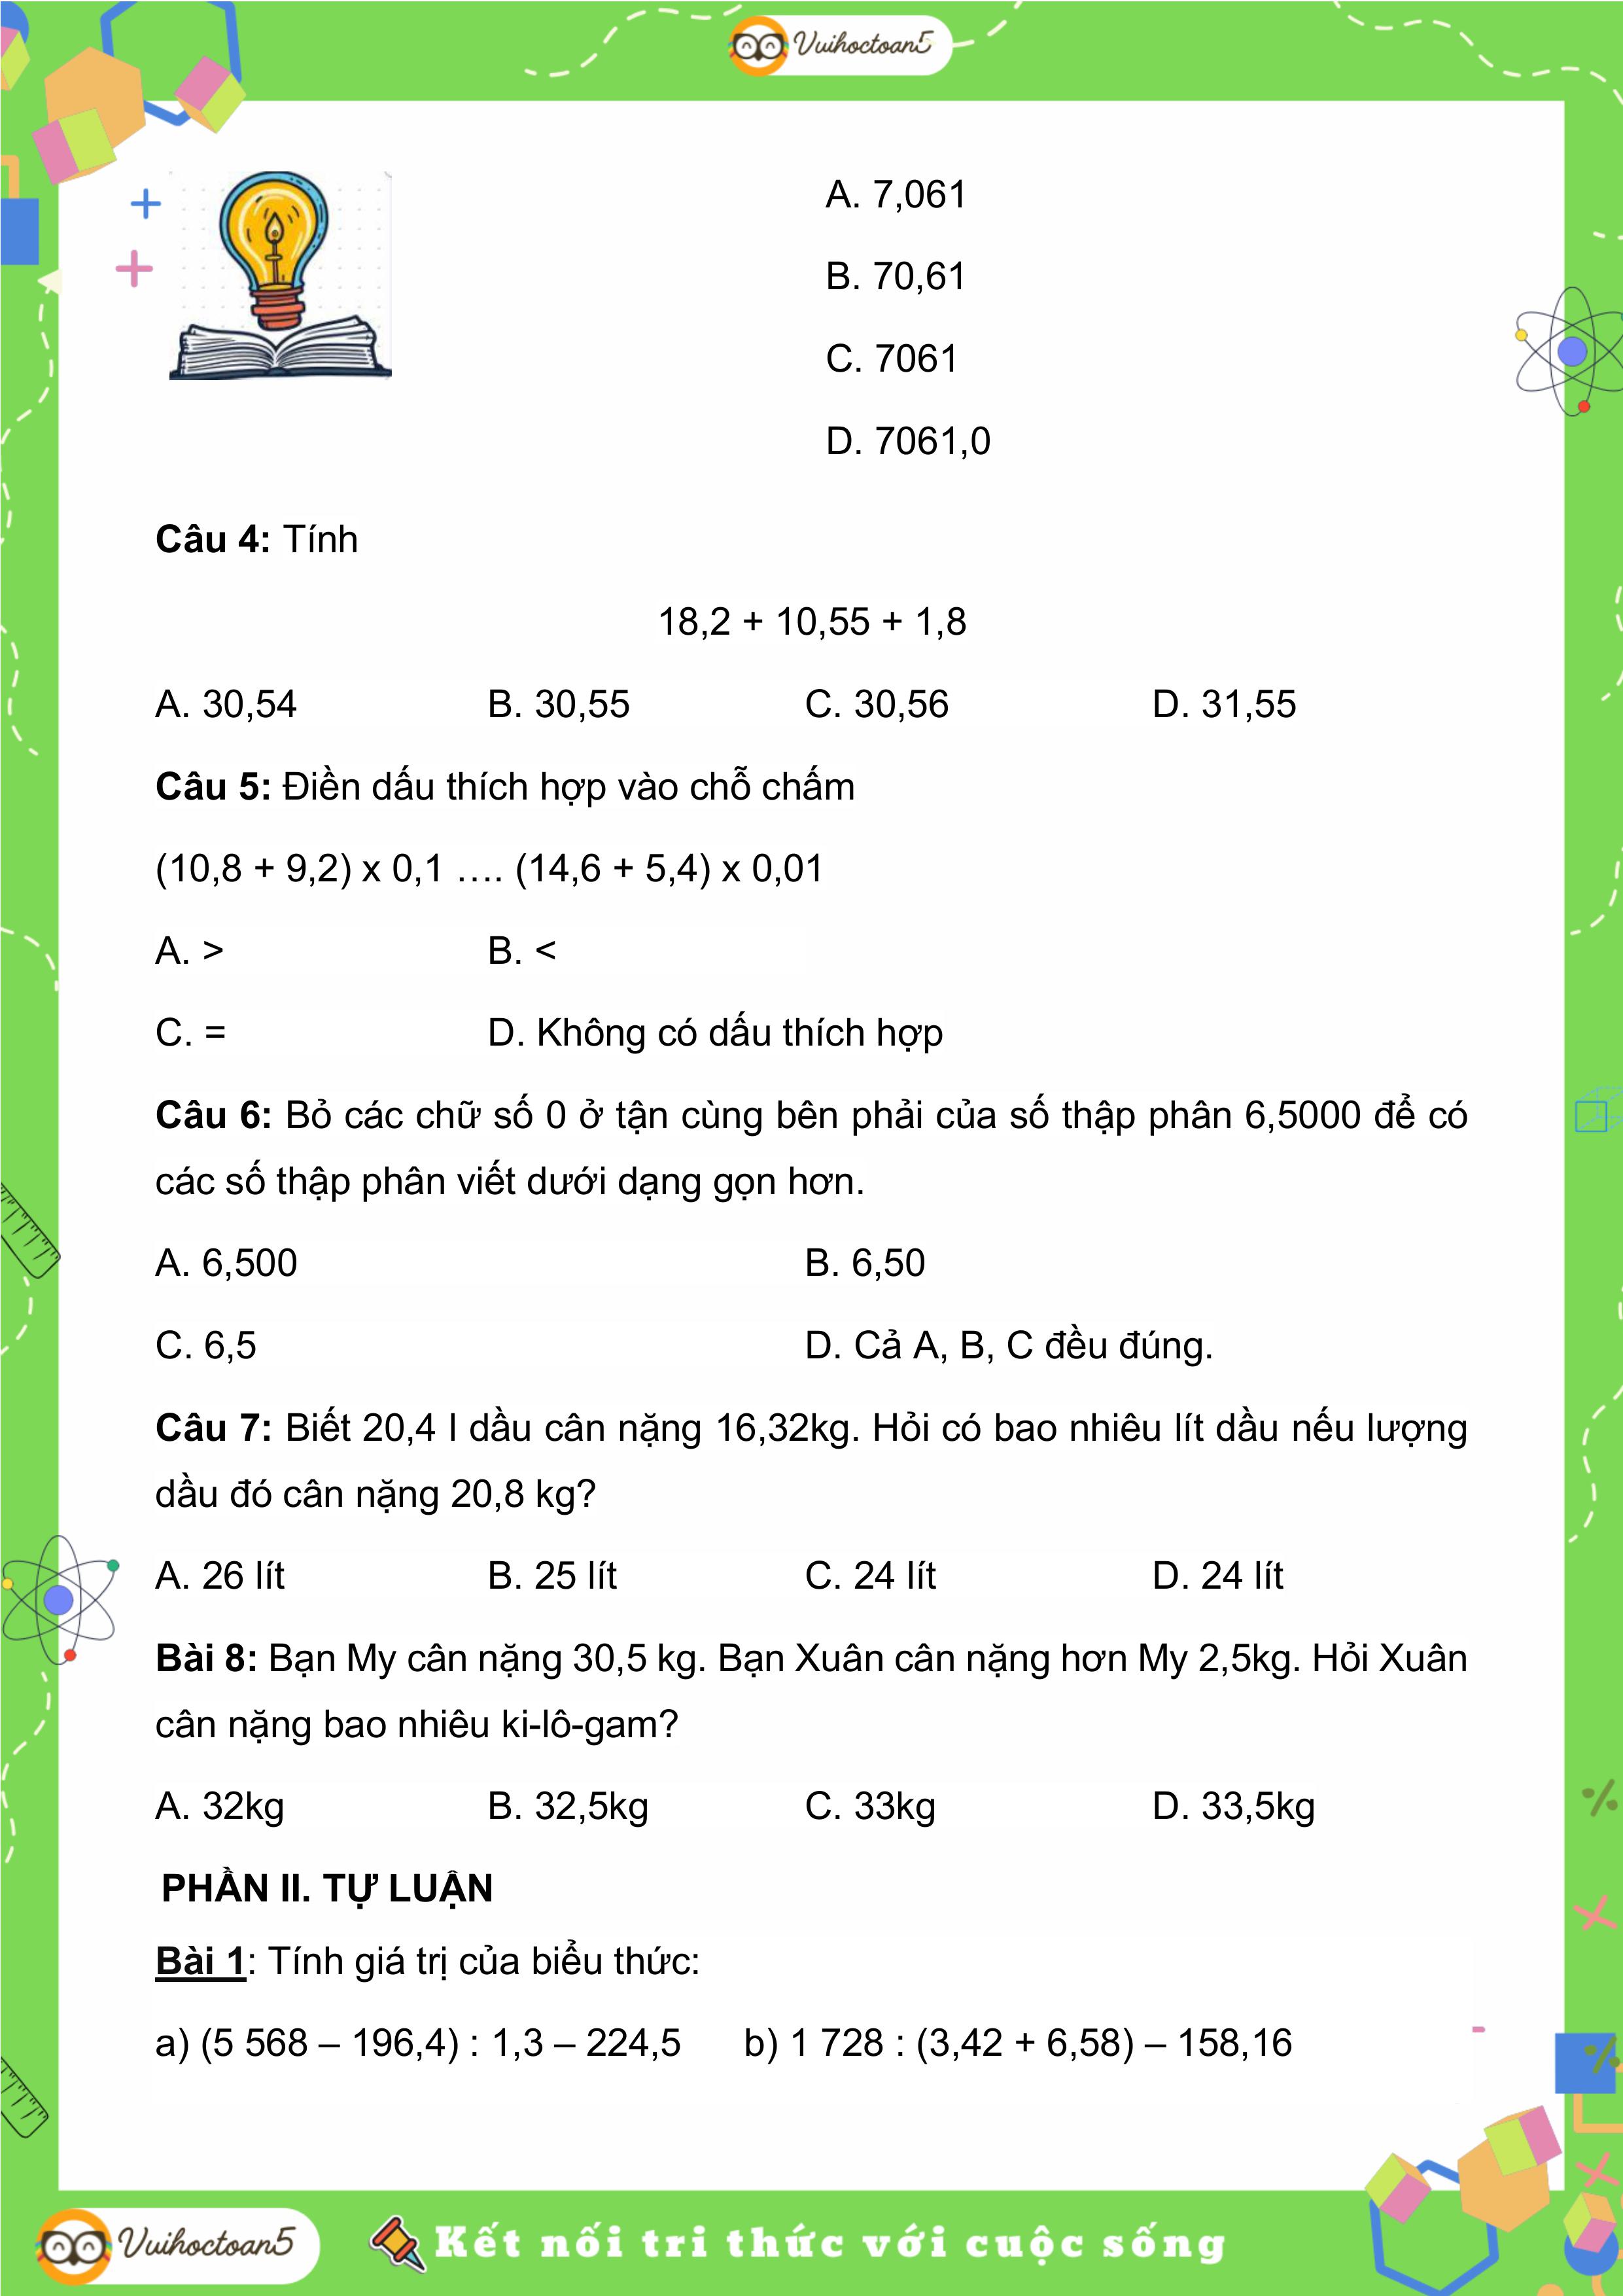 Vuihoctoan5
A. 7,061
B. 70,61
C. 7061
D. 7061,0
Câu 4: Tính
18,2 + 10,55 + 1,8
A. 30,54 B. 30,55 C. 30,56 D. 31,55
Câu 5: Điền dấu thích hợp vào chỗ chấm
(10,8 + 9,2) x 0,1 …. (14,6 + 5,4) x 0,01
A. > B. <
C. = D. Không có dấu thích hợp
Câu 6: Bỏ các chữ số 0 ở tận cùng bên phải của số thập phân 6,5000 để có
các số thập phân viết dưới dạng gọn hơn.
A. 6,500 B. 6,50
C. 6,5 D. Cả A, B, C đều đúng.
Câu 7: Biết 20,4 l dầu cân nặng 16,32kg. Hỏi có bao nhiêu lít dầu nếu lượng
dầu đó cân nặng 20,8 kg?
A. 26 lít B. 25 lít C. 24 lít D. 24 lít
Bài 8: Bạn My cân nặng 30,5 kg. Bạn Xuân cân nặng hơn My 2,5kg. Hỏi Xuân
cân nặng bao nhiêu ki-lô-gam?
A. 32kg B. 32,5kg C. 33kg D. 33,5kg
PHẦN II. TỰ LUẬN
Bài 1: Tính giá trị của biểu thức:
a) (5 568 – 196,4) : 1,3 – 224,5 b) 1 728 : (3,42 + 6,58) – 158,16
Vuihoctoan5 Kết nối tri thức với cuộc sống